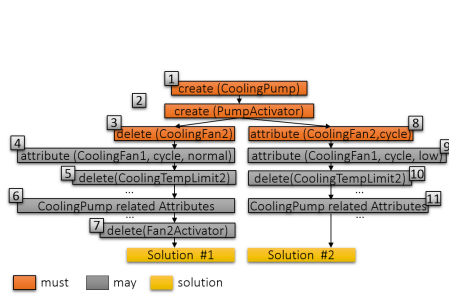 1
create (CoolingPump)
2
create (PumpActivator)
3
delete (CoolingFan2)
8
attribute (CoolingFan2,cycle)
4
attribute (CoolingFan1, cycle, normal)
9
attribute (CoolingFan1, cycle, low)
5
delete(CoolingTempLimit2)
10
delete(CoolingTempLimit2)
...
...
6
CoolingPump related Attributes
11
CoolingPump related Attributes
...
...
7
delete(Fan2Activator)
Solution #1
Solution #2
must
may
solution